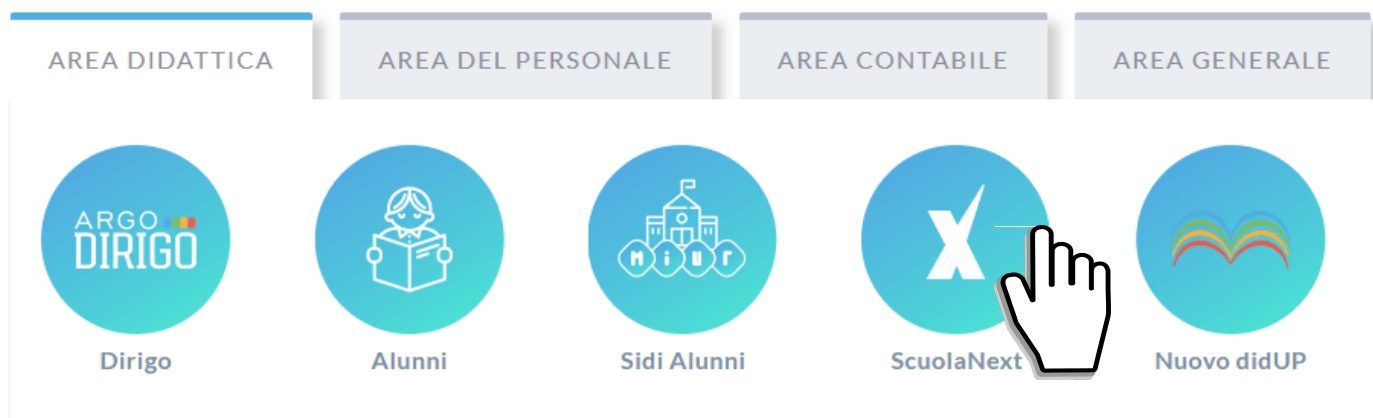 AREA DIDATTICA
AREA DEL PERSONALE
AREA CONTABILE
AREA GENERALE
ARGO
DIRIGO
MiUr
X
Dirigo
Alunni
Sidi Alunni
ScuolaNext
Nuovo didUP